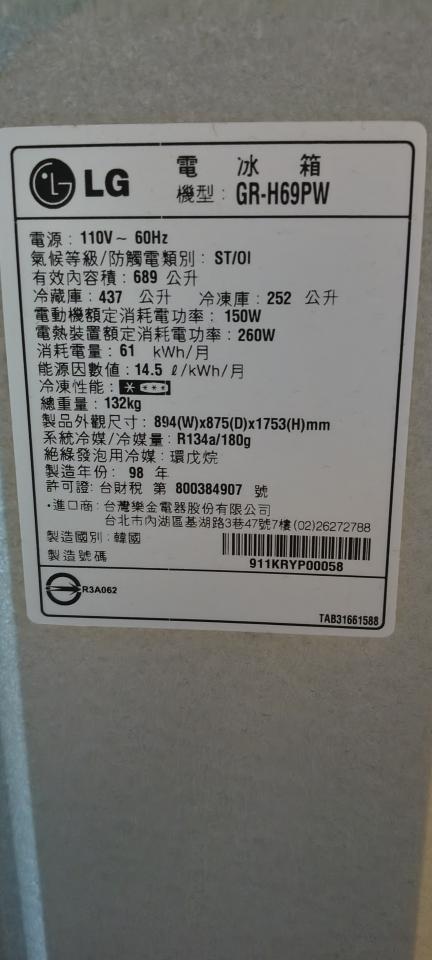 LG 電冰箱
機型: GR-H69PW
電源: 110V~ 60Hz
氣候等級/防觸電類別: ST/OI
有效內容積: 689 公升
冷藏庫: 437 公升 冷凍庫: 252 公升
電動機額定消耗電功率: 150W
電熱裝置額定消耗電功率: 260W
消耗電量: 61 kWh/月
能源因數值: 14.5 ℓ/kWh/月
冷凍性能:
總重量: 132kg
製品外觀尺寸: 894(W)x875(D)x1753(H)mm
系統冷媒/冷媒量: R134a/180g
絕緣發泡用冷媒: 環戊烷
製造年份: 98 年
許可證: 台財稅 第 800384907 號
·進口商: 台灣樂金電器股份有限公司
台北市內湖區基湖路3巷47號7樓 (02)26272788
製造國別: 韓國
製造號碼
911KRYP00058
R3A062
TAB31661588